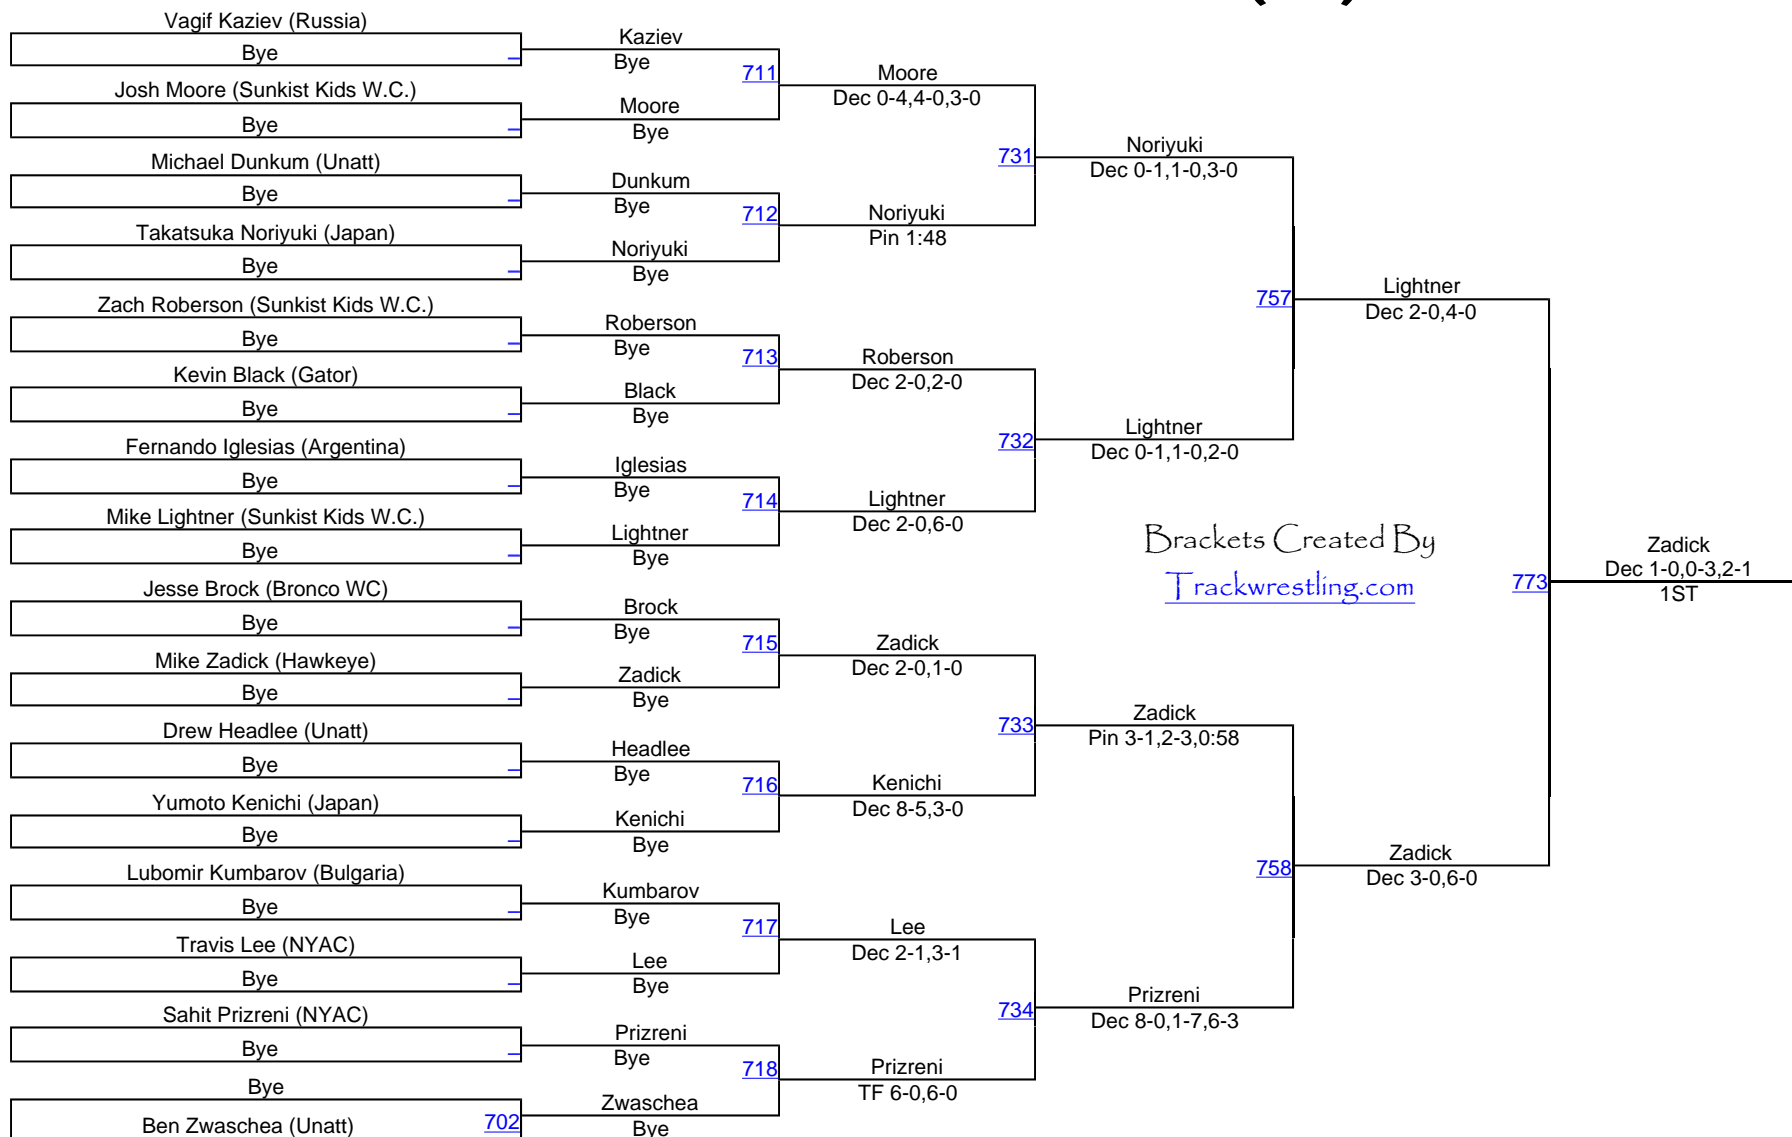 Vagif Kaziev (Russia)
Bye
Josh Moore (Sunkist Kids W.C.)
Bye
Michael Dunkum (Unatt)
Bye
Takatsuka Noriyuki (Japan)
Bye
Zach Roberson (Sunkist Kids W.C.)
Bye
Kevin Black (Gator)
Bye
Fernando Iglesias (Argentina)
Bye
Mike Lightner (Sunkist Kids W.C.)
Bye
Jesse Brock (Bronco WC)
Bye
Mike Zadick (Hawkeye)
Bye
Drew Headlee (Unatt)
Bye
Yumoto Kenichi (Japan)
Bye
Lubomir Kumbarov (Bulgaria)
Bye
Travis Lee (NYAC)
Bye
Sahit Prizreni (NYAC)
Bye
Bye
Ben Zwaschea (Unatt)
702
Kaziev
Bye
711
Moore
Bye
Dunkum
Bye
712
Noriyuki
Bye
Roberson
Bye
713
Black
Bye
Iglesias
Bye
714
Lightner
Bye
Brock
Bye
715
Zadick
Bye
Headlee
Bye
716
Kenichi
Bye
Kumbarov
Bye
717
Lee
Bye
Prizreni
Bye
718
Zwaschea
Bye
Moore
Dec 0-4,4-0,3-0
731
Noriyuki
Pin 1:48
Roberson
Dec 2-0,2-0
732
Lightner
Dec 2-0,6-0
Zadick
Dec 2-0,1-0
733
Kenichi
Dec 8-5,3-0
Lee
Dec 2-1,3-1
734
Prizreni
TF 6-0,6-0
Noriyuki
Dec 0-1,1-0,3-0
757
Lightner
Dec 0-1,1-0,2-0
Brackets Created By
Trackwrestling.com
Zadick
Pin 3-1,2-3,0:58
758
Prizreni
Dec 8-0,1-7,6-3
Lightner
Dec 2-0,4-0
773
Zadick
Dec 3-0,6-0
Zadick
Dec 1-0,0-3,2-1
1ST